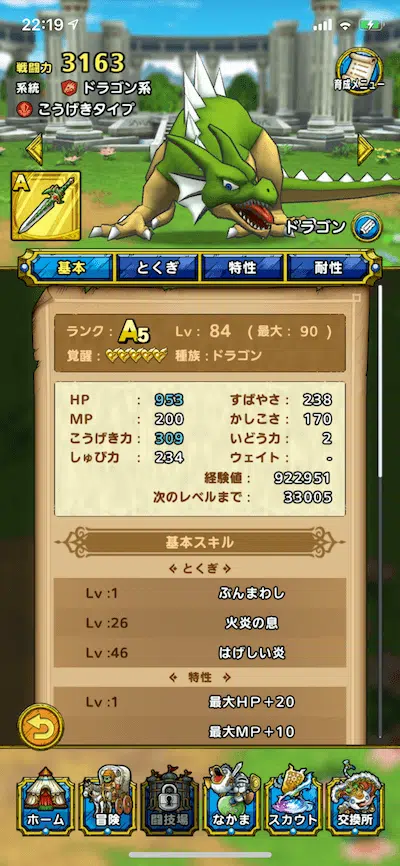 22:19
戦闘力 3163
系統 ドラゴン系
こうげきタイプ
育成メニュー
A
ドラゴン
基本 とくぎ 特性 耐性
ランク： A5 Lv： 84 （最大： 90 ）
覚醒： 種族：ドラゴン
HP ： 953 すばやさ： 238
MP ： 200 かしこさ： 170
こうげき力： 309 いどう力： 2
しゅび力： 234 ウェイト： -
経験値： 922951
次のレベルまで： 33005
基本スキル
とくぎ
Lv :1 ぶんまわし
Lv :26 火炎の息
Lv :46 はげしい炎
特性
Lv :1 最大HP+20
最大MP+10
ホーム 冒険 闘技場 なかま スカウト 交換所